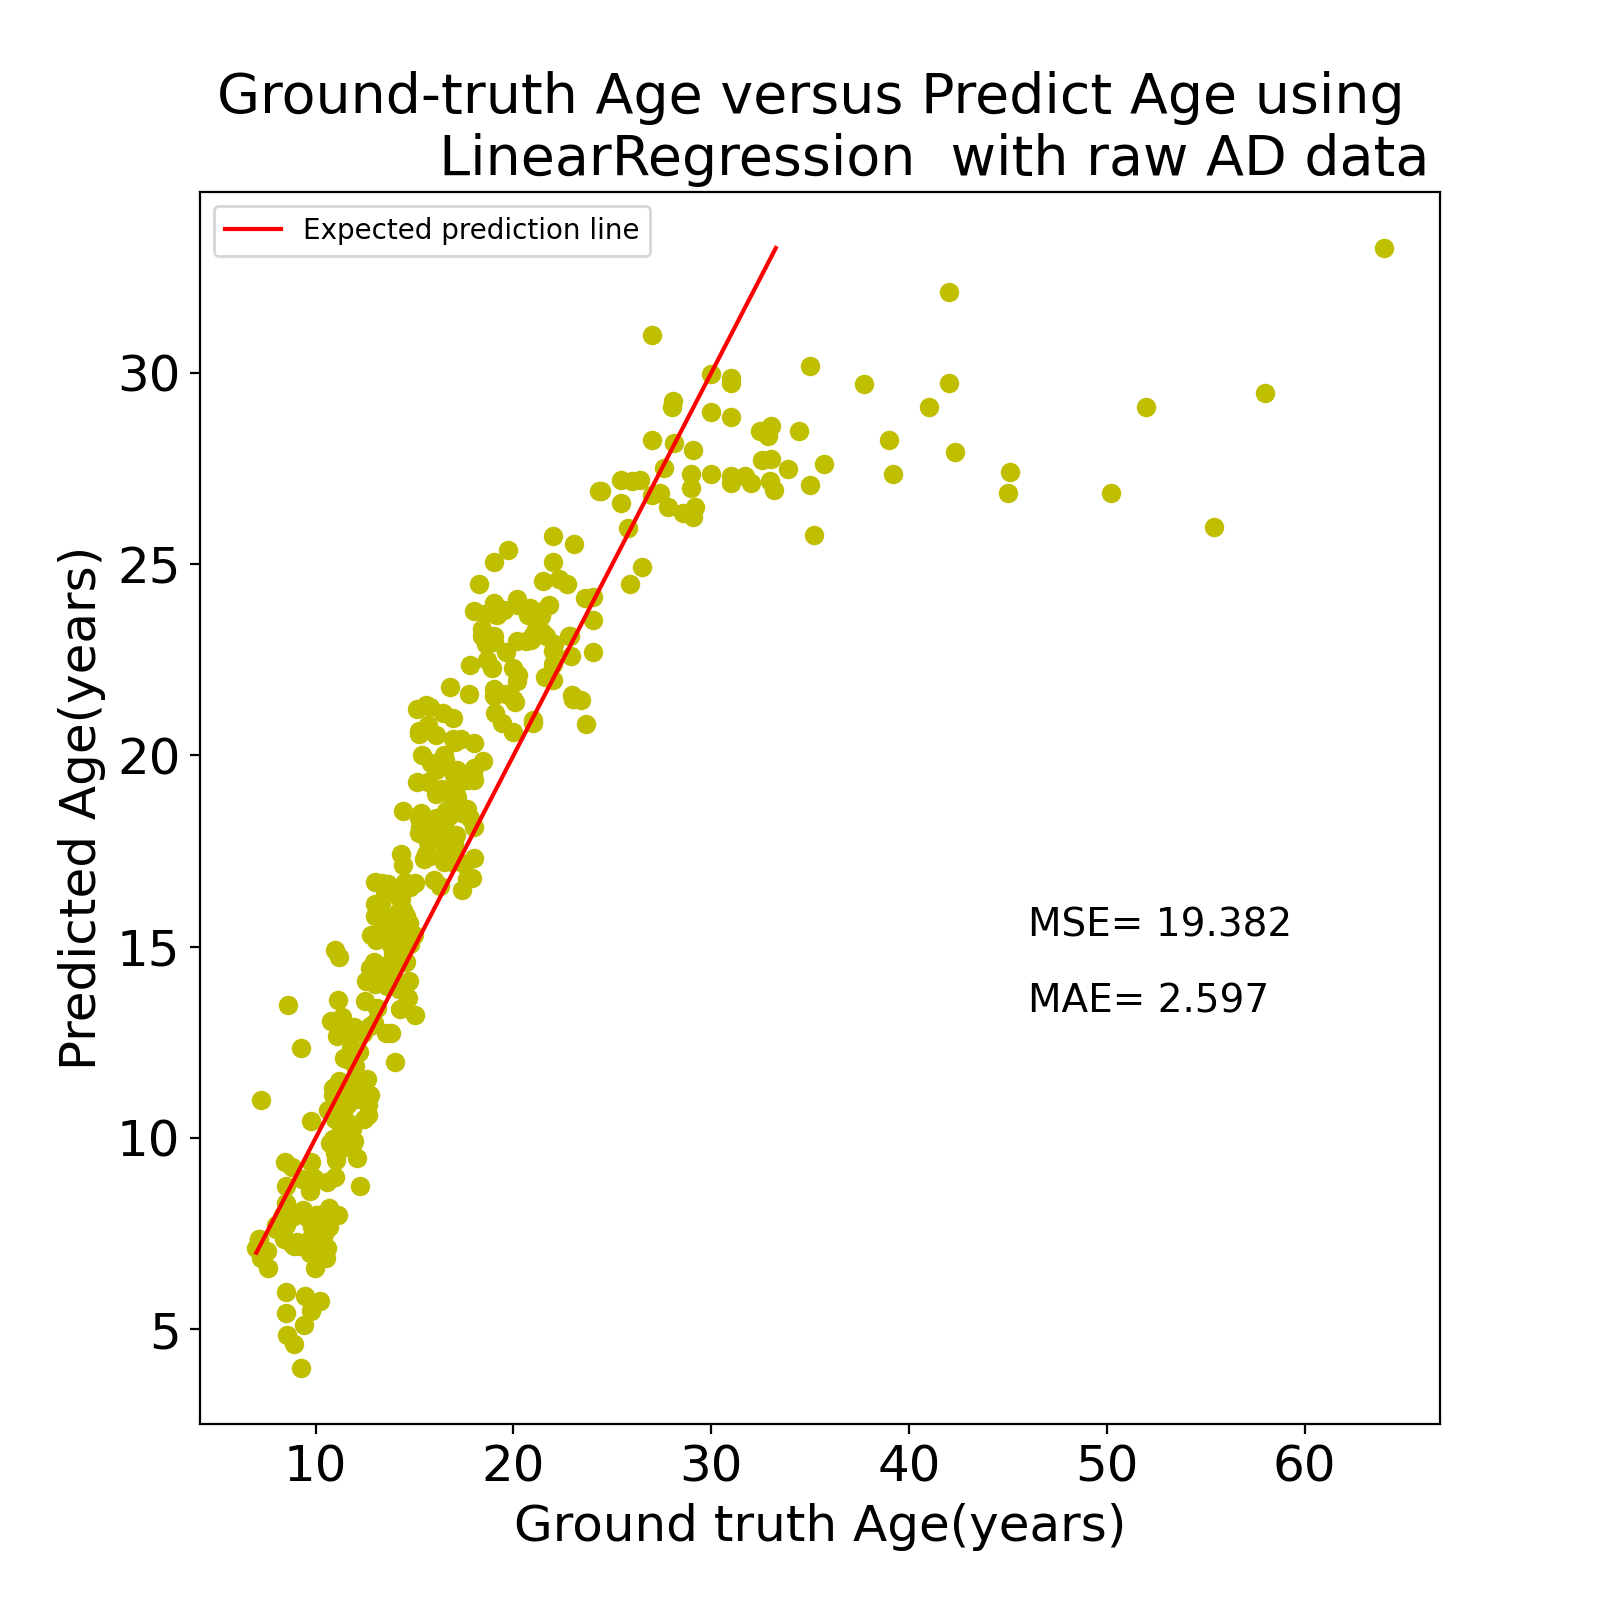 Ground-truth Age versus Predict Age using
LinearRegression  with raw AD data
Expected prediction line
30
25
20
15
10
5
Predicted Age(years)
MSE= 19.382
MAE= 2.597
10 20 30 40 50 60
Ground truth Age(years)